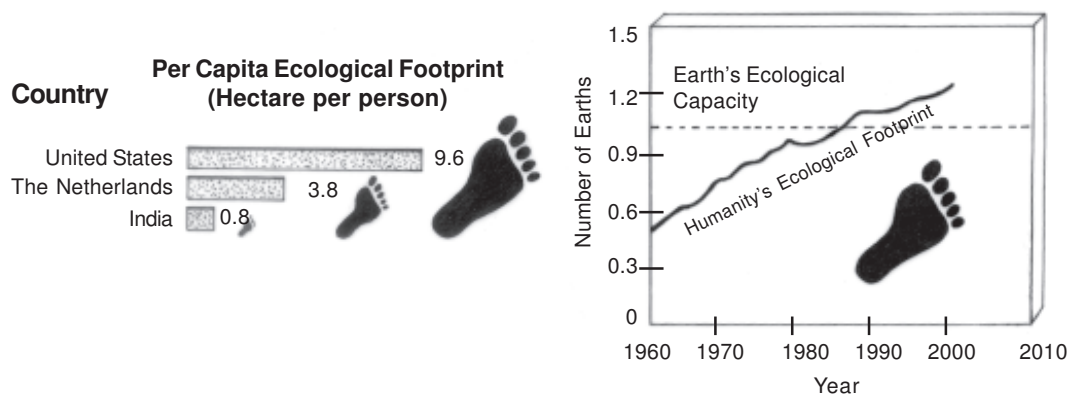 Per Capita Ecological Footprint
(Hectare per person)
Country
United States 9.6
The Netherlands 3.8
India 0.8
Number of Earths
1.5
1.2
0.9
0.6
0.3
0
Earth's Ecological
Capacity
Humanity's Ecological Footprint
1960 1970 1980 1990 2000 2010
Year